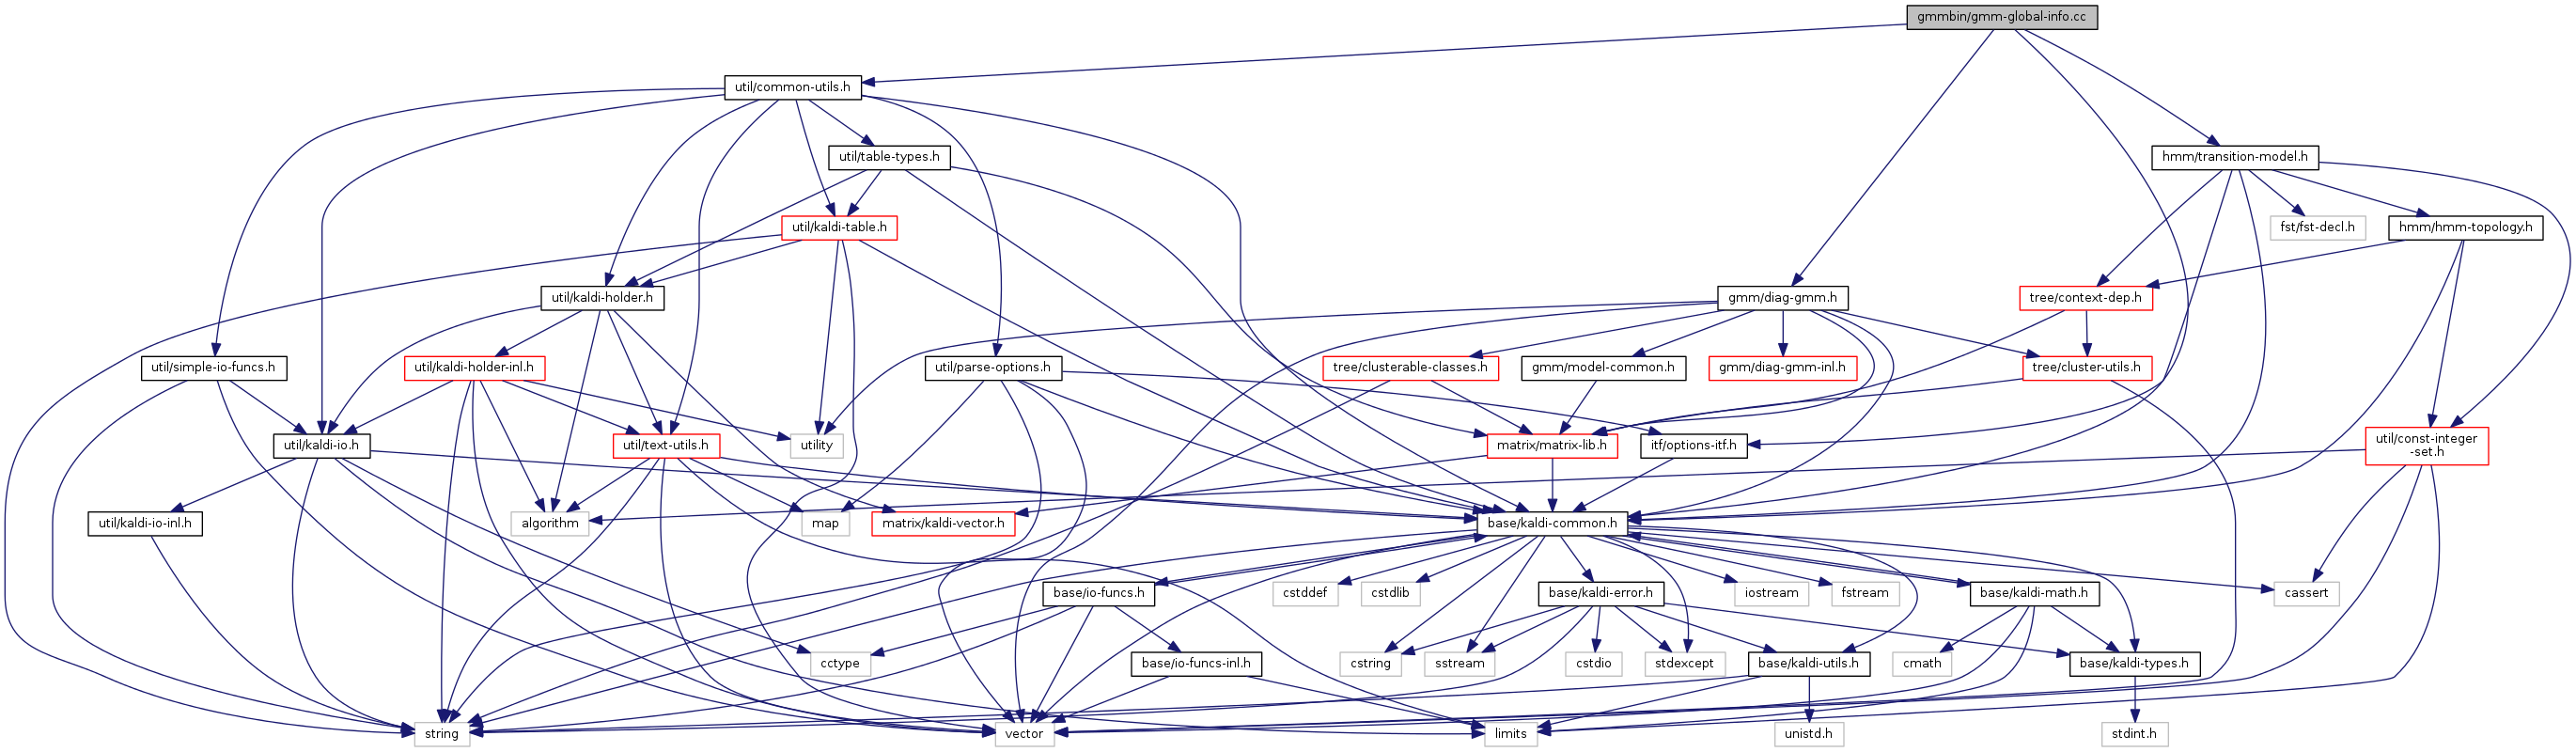 gmmbin/gmm-global-info.cc
util/common-utils.h
util/table-types.h
hmm/transition-model.h
util/kaldi-table.h
fst/fst-decl.h
hmm/hmm-topology.h
util/kaldi-holder.h
gmm/diag-gmm.h
tree/context-dep.h
util/simple-io-funcs.h
util/kaldi-holder-inl.h
util/parse-options.h
tree/clusterable-classes.h
gmm/model-common.h
gmm/diag-gmm-inl.h
tree/cluster-utils.h
util/kaldi-io.h
util/text-utils.h
utility
matrix/matrix-lib.h
itf/options-itf.h
util/const-integer
-set.h
util/kaldi-io-inl.h
algorithm
map
matrix/kaldi-vector.h
base/kaldi-common.h
base/io-funcs.h
cstddef
cstdlib
base/kaldi-error.h
iostream
fstream
base/kaldi-math.h
cassert
cctype
base/io-funcs-inl.h
cstring
sstream
cstdio
stdexcept
base/kaldi-utils.h
cmath
base/kaldi-types.h
string
vector
limits
unistd.h
stdint.h